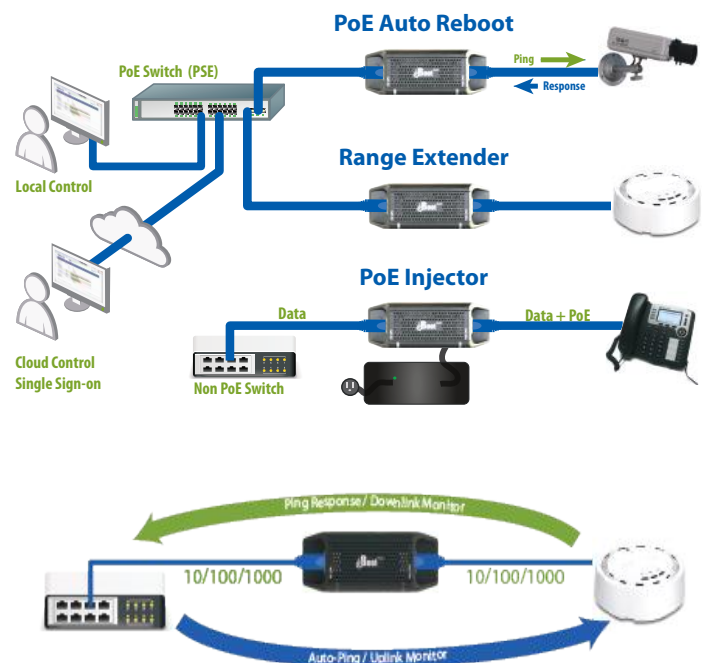 PoE Auto Reboot
Ping
Response
PoE Switch (PSE)
Local Control
Range Extender
PoE Injector
Data
Data + PoE
Cloud Control
Single Sign-on
Non PoE Switch
Ping Response / Downlink Monitor
10/100/1000
10/100/1000
Auto-Ping / Uplink Monitor